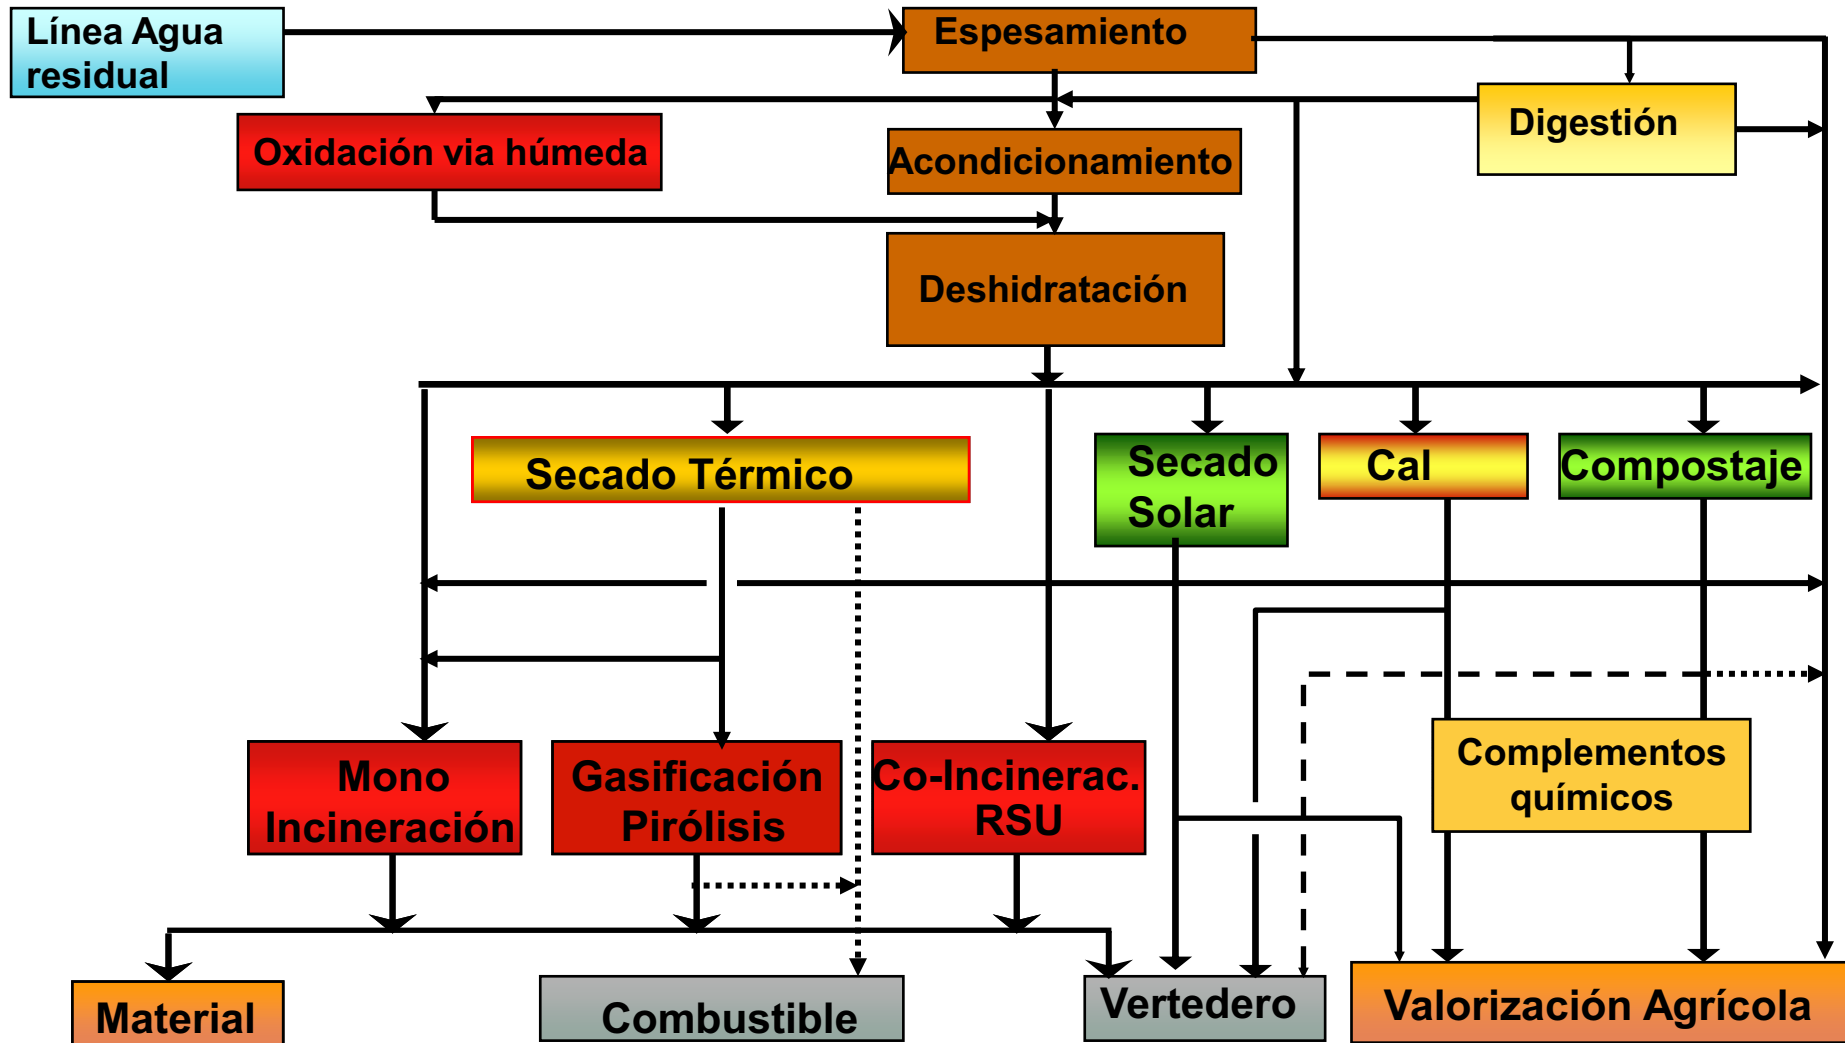 Línea Agua
residual
Espesamiento
Digestión
Oxidación via húmeda
Acondicionamiento
Deshidratación
Secado Térmico
Secado
Solar
Cal
Compostaje
Mono
Incineración
Gasificación
Pirólisis
Co-Incinerac.
RSU
Complementos
químicos
Material
Combustible
Vertedero
Valorización Agrícola